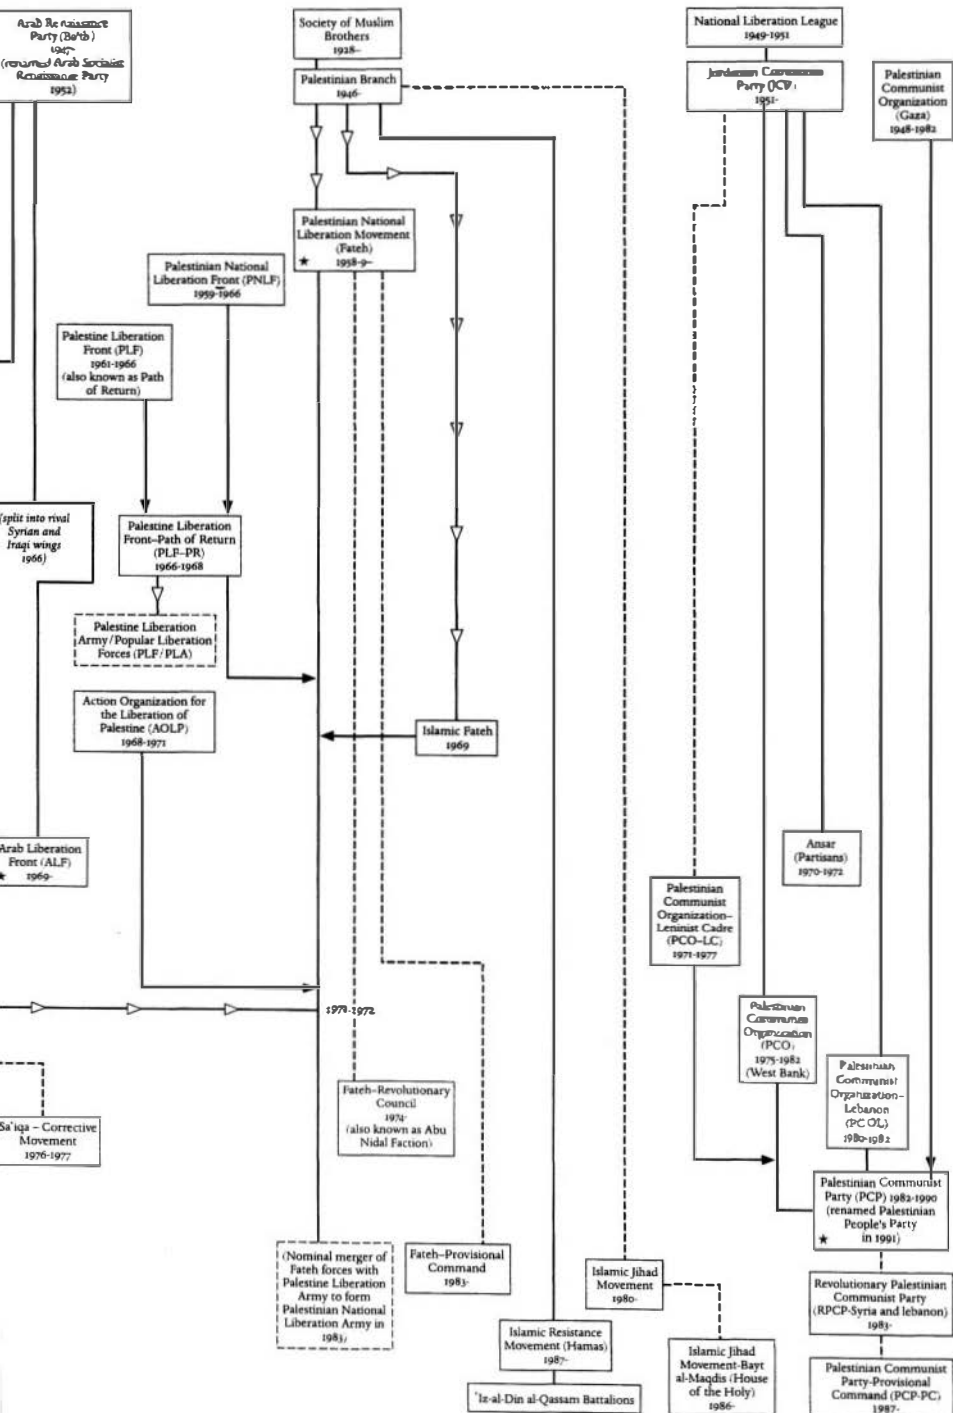 Arab Renaissance
Party (Ba'th)
1947-
(renamed Arab Socialist
Renaissance Party
1952)
Society of Muslim
Brothers
1928-
Palestinian Branch
1946-
National Liberation League
1949-1951
Jordanian Communist
Party (JCP)
1951-
Palestinian
Communist
Organization
(Gaza)
1948-1982
Palestinian National
Liberation Movement
(Fateh)
★ 1958-9-
Palestinian National
Liberation Front (PNLF)
1959-1966
Palestine Liberation
Front (PLF)
1961-1966
(also known as Path
of Return)
(split into rival
Syrian and
Iraqi wings
1966)
Palestine Liberation
Front-Path of Return
(PLF-PR)
1966-1968
Palestine Liberation
Army/Popular Liberation
Forces (PLF/PLA)
Action Organization for
the Liberation of
Palestine (AOLP)
1968-1971
Islamic Fateh
1969
Arab Liberation
Front (ALF)
★ 1969-
Ansar
(Partisans)
1970-1972
Palestinian
Communist
Organization-
Leninist Cadre
(PCO-LC)
1971-1977
1972
Palestinian
Communist
Organization
(PCO)
1975-1982
(West Bank)
Palestinian
Communist
Organization-
Lebanon
(PCOL)
1980-1982
Fateh-Revolutionary
Council
1974-
(also known as Abu
Nidal Faction)
Sa'iqa - Corrective
Movement
1976-1977
Palestinian Communist
Party (PCP) 1982-1990
(renamed Palestinian
People's Party
★ in 1991)
(Nominal merger of
Fateh forces with
Palestine Liberation
Army to form
Palestinian National
Liberation Army in
1983)
Fateh-Provisional
Command
1983-
Islamic Jihad
Movement
1980-
Revolutionary Palestinian
Communist Party
(RPCP-Syria and lebanon)
1983-
Islamic Resistance
Movement (Hamas)
1987-
Islamic Jihad
Movement-Bayt
al-Maqdis (House
of the Holy)
1986-
Palestinian Communist
Party-Provisional
Command (PCP-PC)
1987-
'Iz-al-Din al-Qassam Battalions